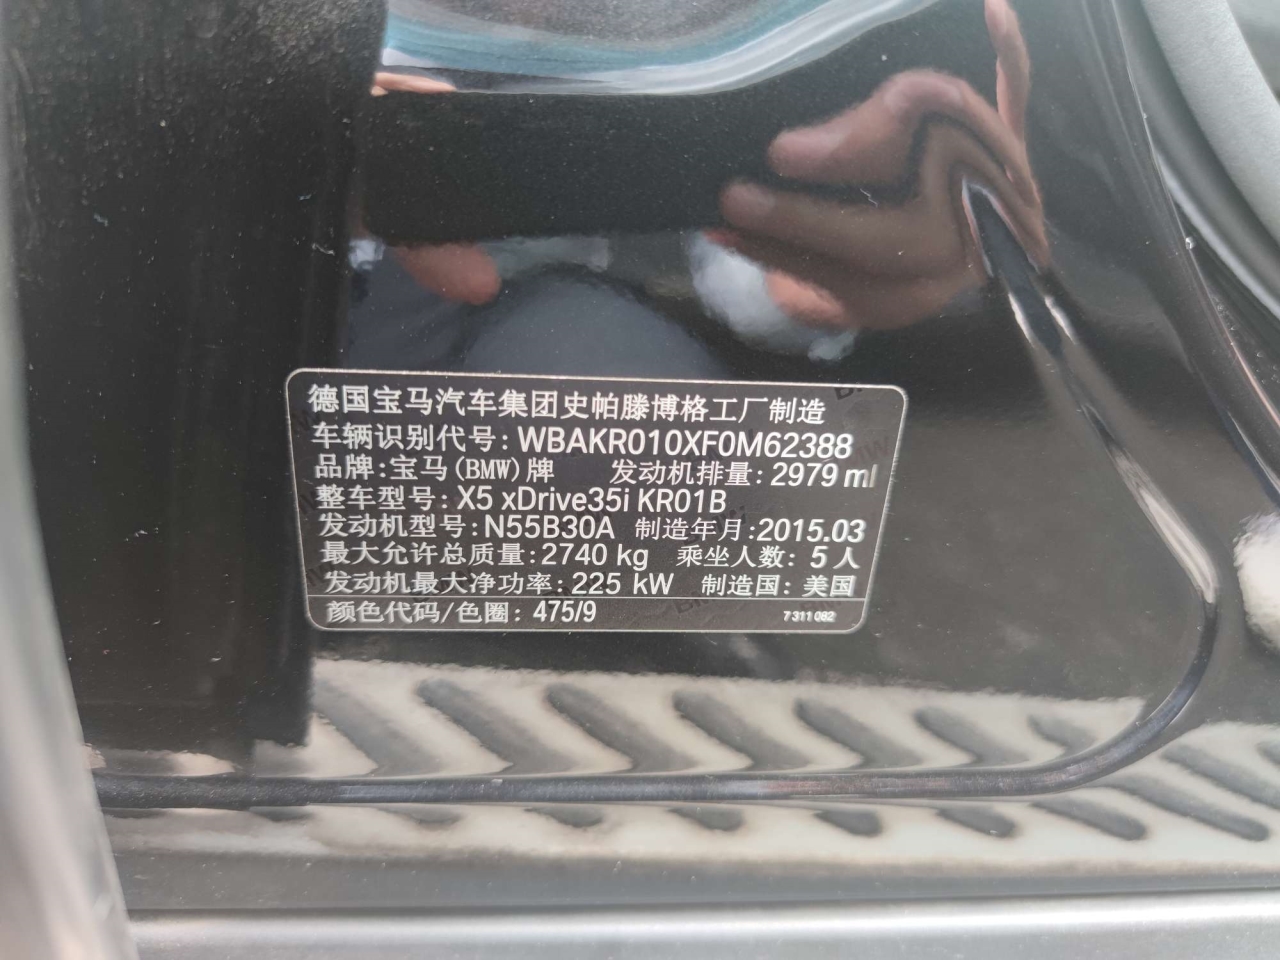 德国宝马汽车集团史帕滕博格工厂制造
车辆识别代号: WBAKR010XF0M62388
品牌:宝马(BMW)牌 发动机排量: 2979 ml
整车型号: X5 xDrive35i KR01B
发动机型号: N55B30A 制造年月:2015.03
最大允许总质量: 2740 kg 乘坐人数: 5 人
发动机最大净功率: 225 kW 制造国: 美国
颜色代码/色圈: 475/9 7311082